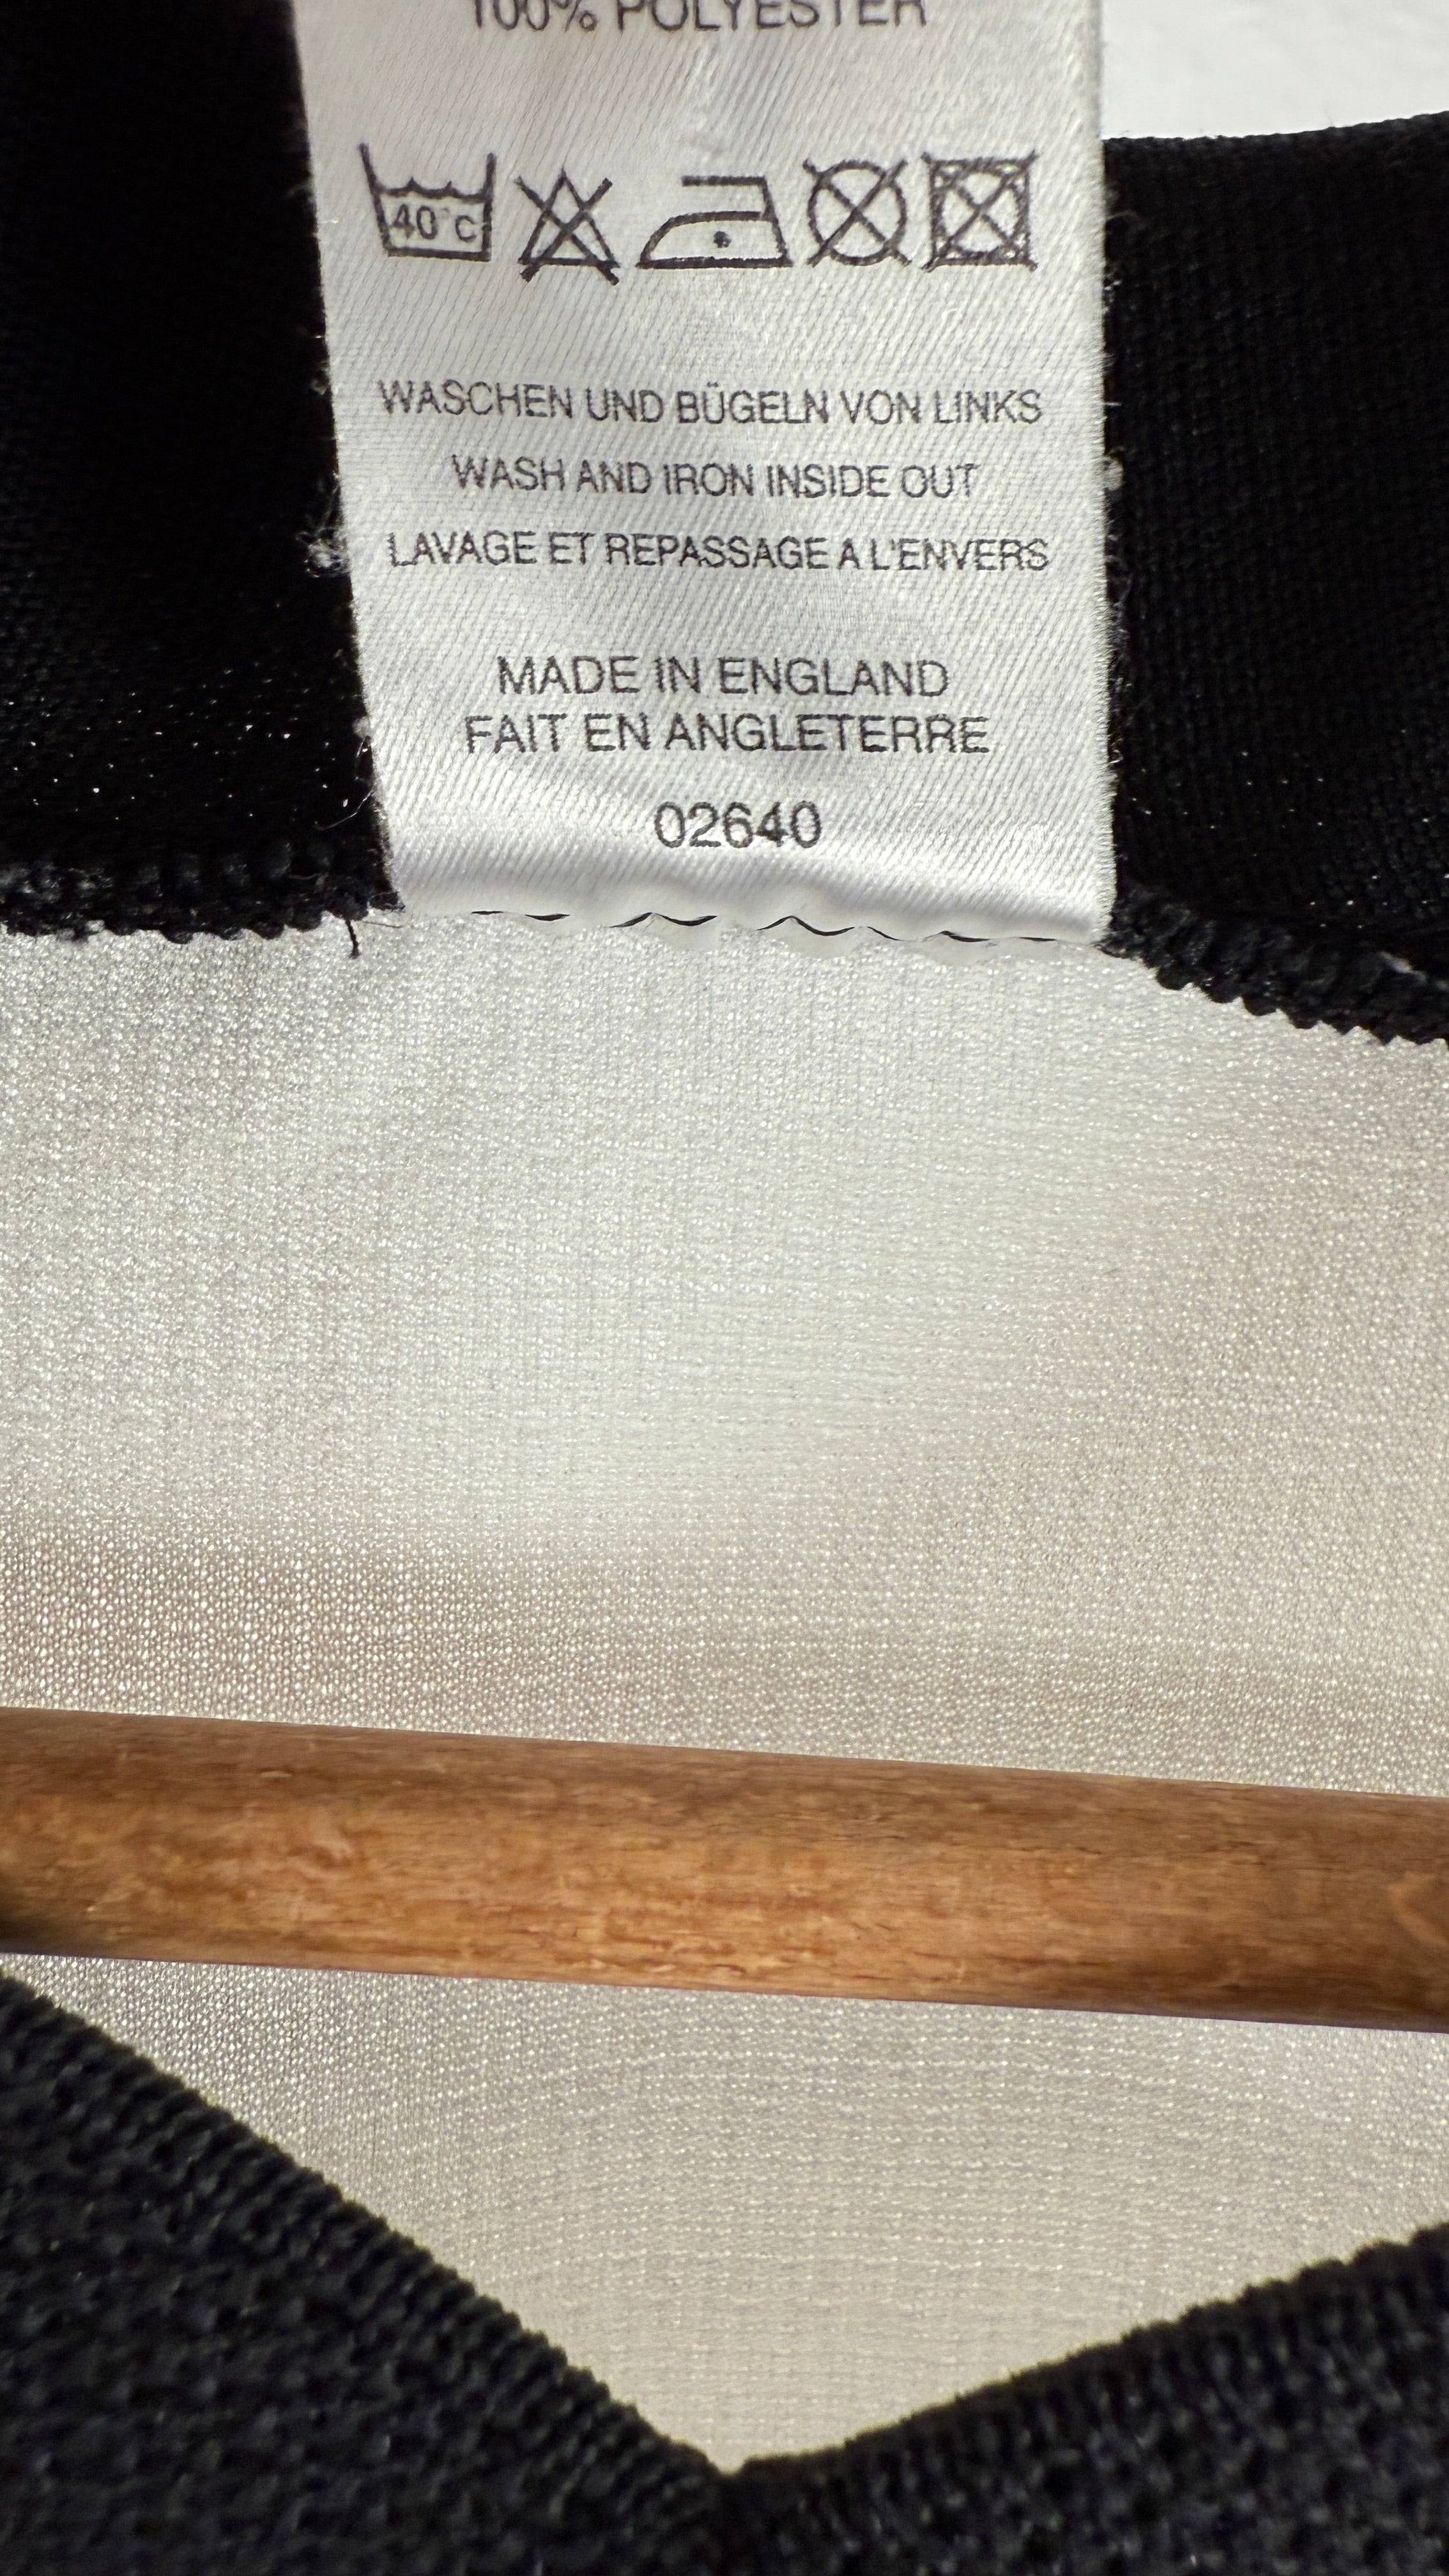 100% POLYESTER
40°C
WASCHEN UND BÜGELN VON LINKS
WASH AND IRON INSIDE OUT
LAVAGE ET REPASSAGE A L'ENVERS
MADE IN ENGLAND
FAIT EN ANGLETERRE
02640